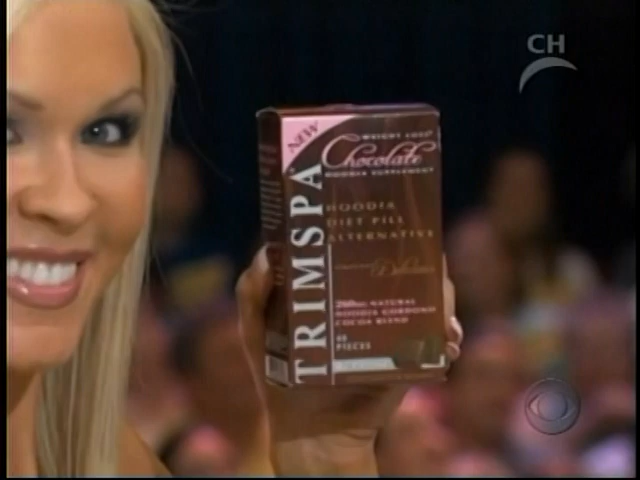 CH
NEW
WEIGHT LOSS
Chocolate
HOODIA SUPPLEMENT
TRIMSPA
HOODIA
DIET PILL
ALTERNATIVE
Delicious
NATURAL
HOODIA GORDONII
COCOA BLEND
60
PIECES